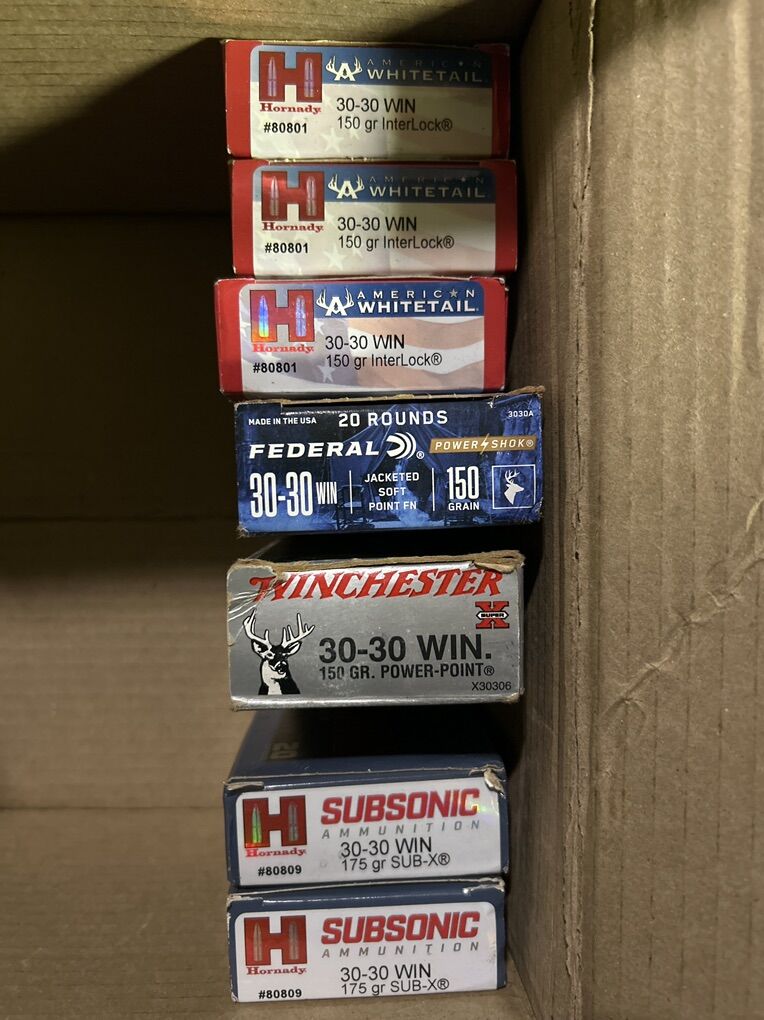 AMERICAN
WHITETAIL
Hornady
30-30 WIN
#80801
150 gr InterLock®
AMERICAN
WHITETAIL
Hornady
30-30 WIN
#80801
150 gr InterLock®
AMERICAN
WHITETAIL
Hornady
30-30 WIN
#80801
150 gr InterLock®
MADE IN THE USA 20 ROUNDS 3030A
FEDERAL® POWER SHOK®
30-30 WIN JACKETED SOFT POINT FN 150 GRAIN
WINCHESTER
SUPER X
30-30 WIN.
150 GR. POWER-POINT®
X30306
20
H
SUBSONIC
AMMUNITION
Hornady
30-30 WIN
#80809
175 gr SUB-X®
H
SUBSONIC
AMMUNITION
Hornady
30-30 WIN
#80809
175 gr SUB-X®